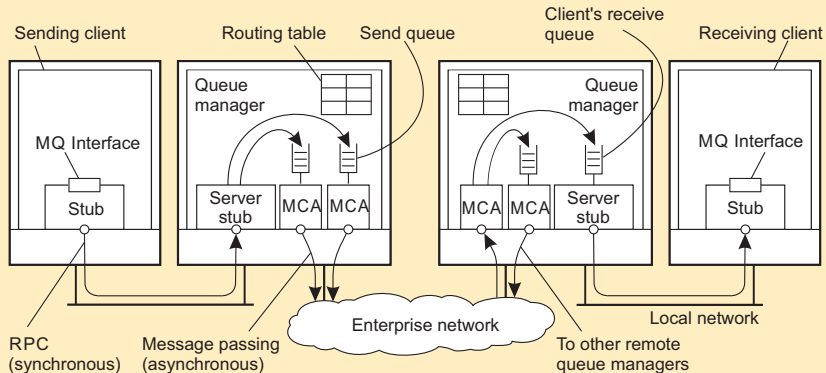 Sending client
Routing table
Send queue
Client's receive
queue
Receiving client
Queue
manager
Queue
manager
MQ Interface
MQ Interface
Stub
Server
stub
MCA
MCA
MCA
MCA
Server
stub
Stub
Enterprise network
Local network
RPC
(synchronous)
Message passing
(asynchronous)
To other remote
queue managers